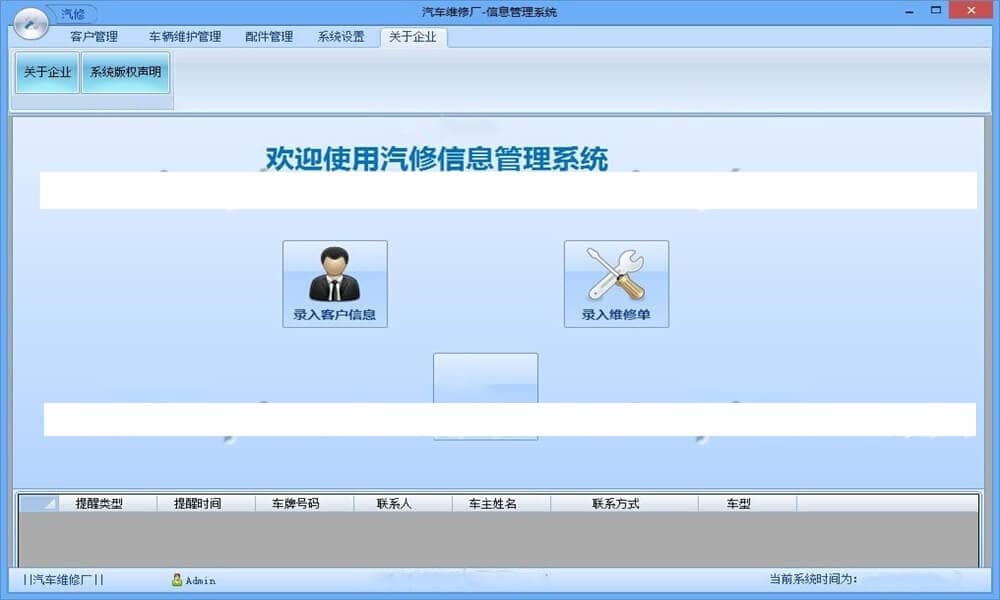 汽修
汽车维修厂-信息管理系统
客户管理 车辆维护管理 配件管理 系统设置 关于企业
关于企业 系统版权声明
欢迎使用汽修信息管理系统
录入客户信息 录入维修单
提醒类型 提醒时间 车牌号码 联系人 车主姓名 联系方式 车型
||汽车维修厂|| Admin 当前系统时间为: